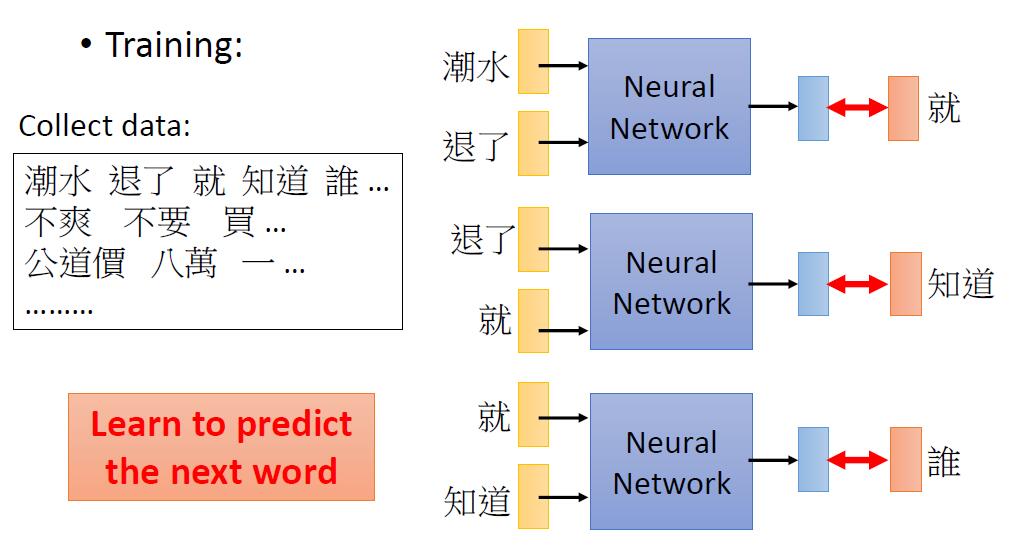 • Training:
Collect data:
潮水 退了 就 知道 誰 …
不爽 不要 買 …
公道價 八萬 一 …
………
Learn to predict
the next word
潮水
退了
Neural
Network
就
退了
就
Neural
Network
知道
就
知道
Neural
Network
誰